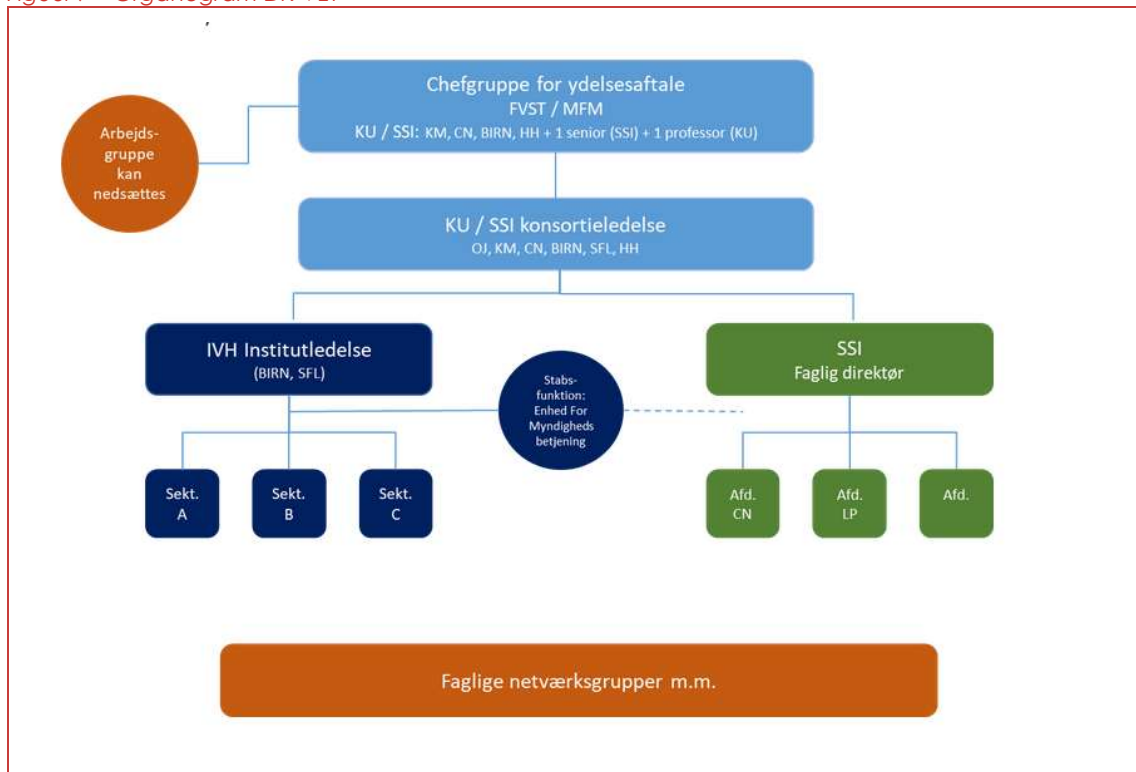 Organogram
Chefgruppe for ydelsesaftale
FVST / MFM
KU / SSI: KM, CN, BIRN, HH + 1 senior (SSI) + 1 professor (KU)
Arbejds-
gruppe
kan
nedsættes
KU / SSI konsortieledelse
OJ, KM, CN, BIRN, SFL, HH
IVH Institutledelse
(BIRN, SFL)
SSI
Faglig direktør
Stabs-
funktion:
Enhed For
Myndigheds
betjening
Sekt.
A
Sekt.
B
Sekt.
C
Afd.
CN
Afd.
LP
Afd.
Faglige netværksgrupper m.m.